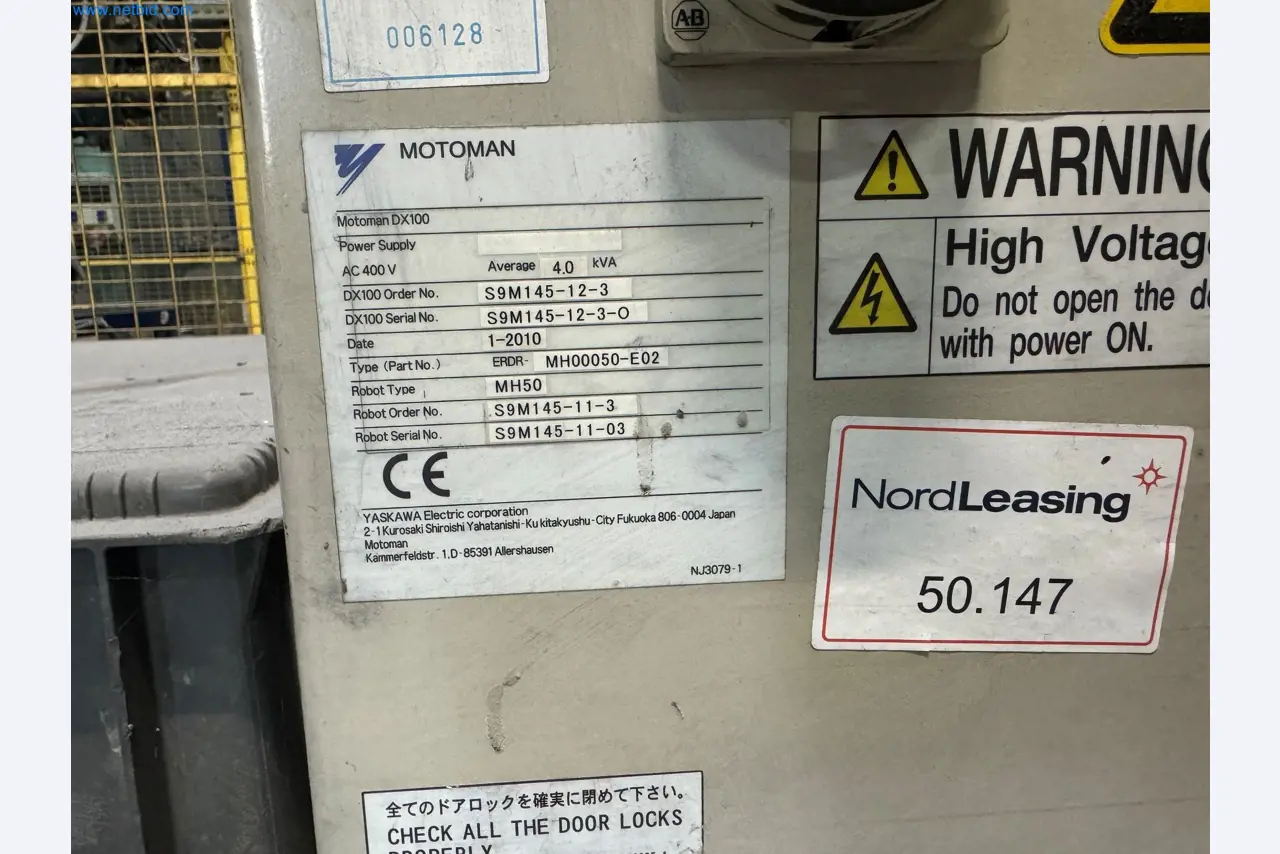 www.netbid.com
006128
AB
MOTOMAN
Motoman DX100
Power Supply
AC 400 V Average 4.0 kVA
DX100 Order No. S9M145-12-3
DX100 Serial No. S9M145-12-3-O
Date 1-2010
Type (Part No.) ERDR- MH00050-E02
Robot Type MH50
Robot Order No. S9M145-11-3
Robot Serial No. S9M145-11-03
CE
YASKAWA Electric corporation
2-1 Kurosaki Shiroishi Yahatanishi-Ku kitakyushu-City Fukuoka 806-0004 Japan
Motoman
Kammerfeldstr. 1,D-85391 Allershausen
NJ3079-1
WARNING
High Voltage
Do not open the d
with power ON.
NordLeasing
50.147
全てのドアロックを確実に閉めて下さい。
CHECK ALL THE DOOR LOCKS
PROPERLY